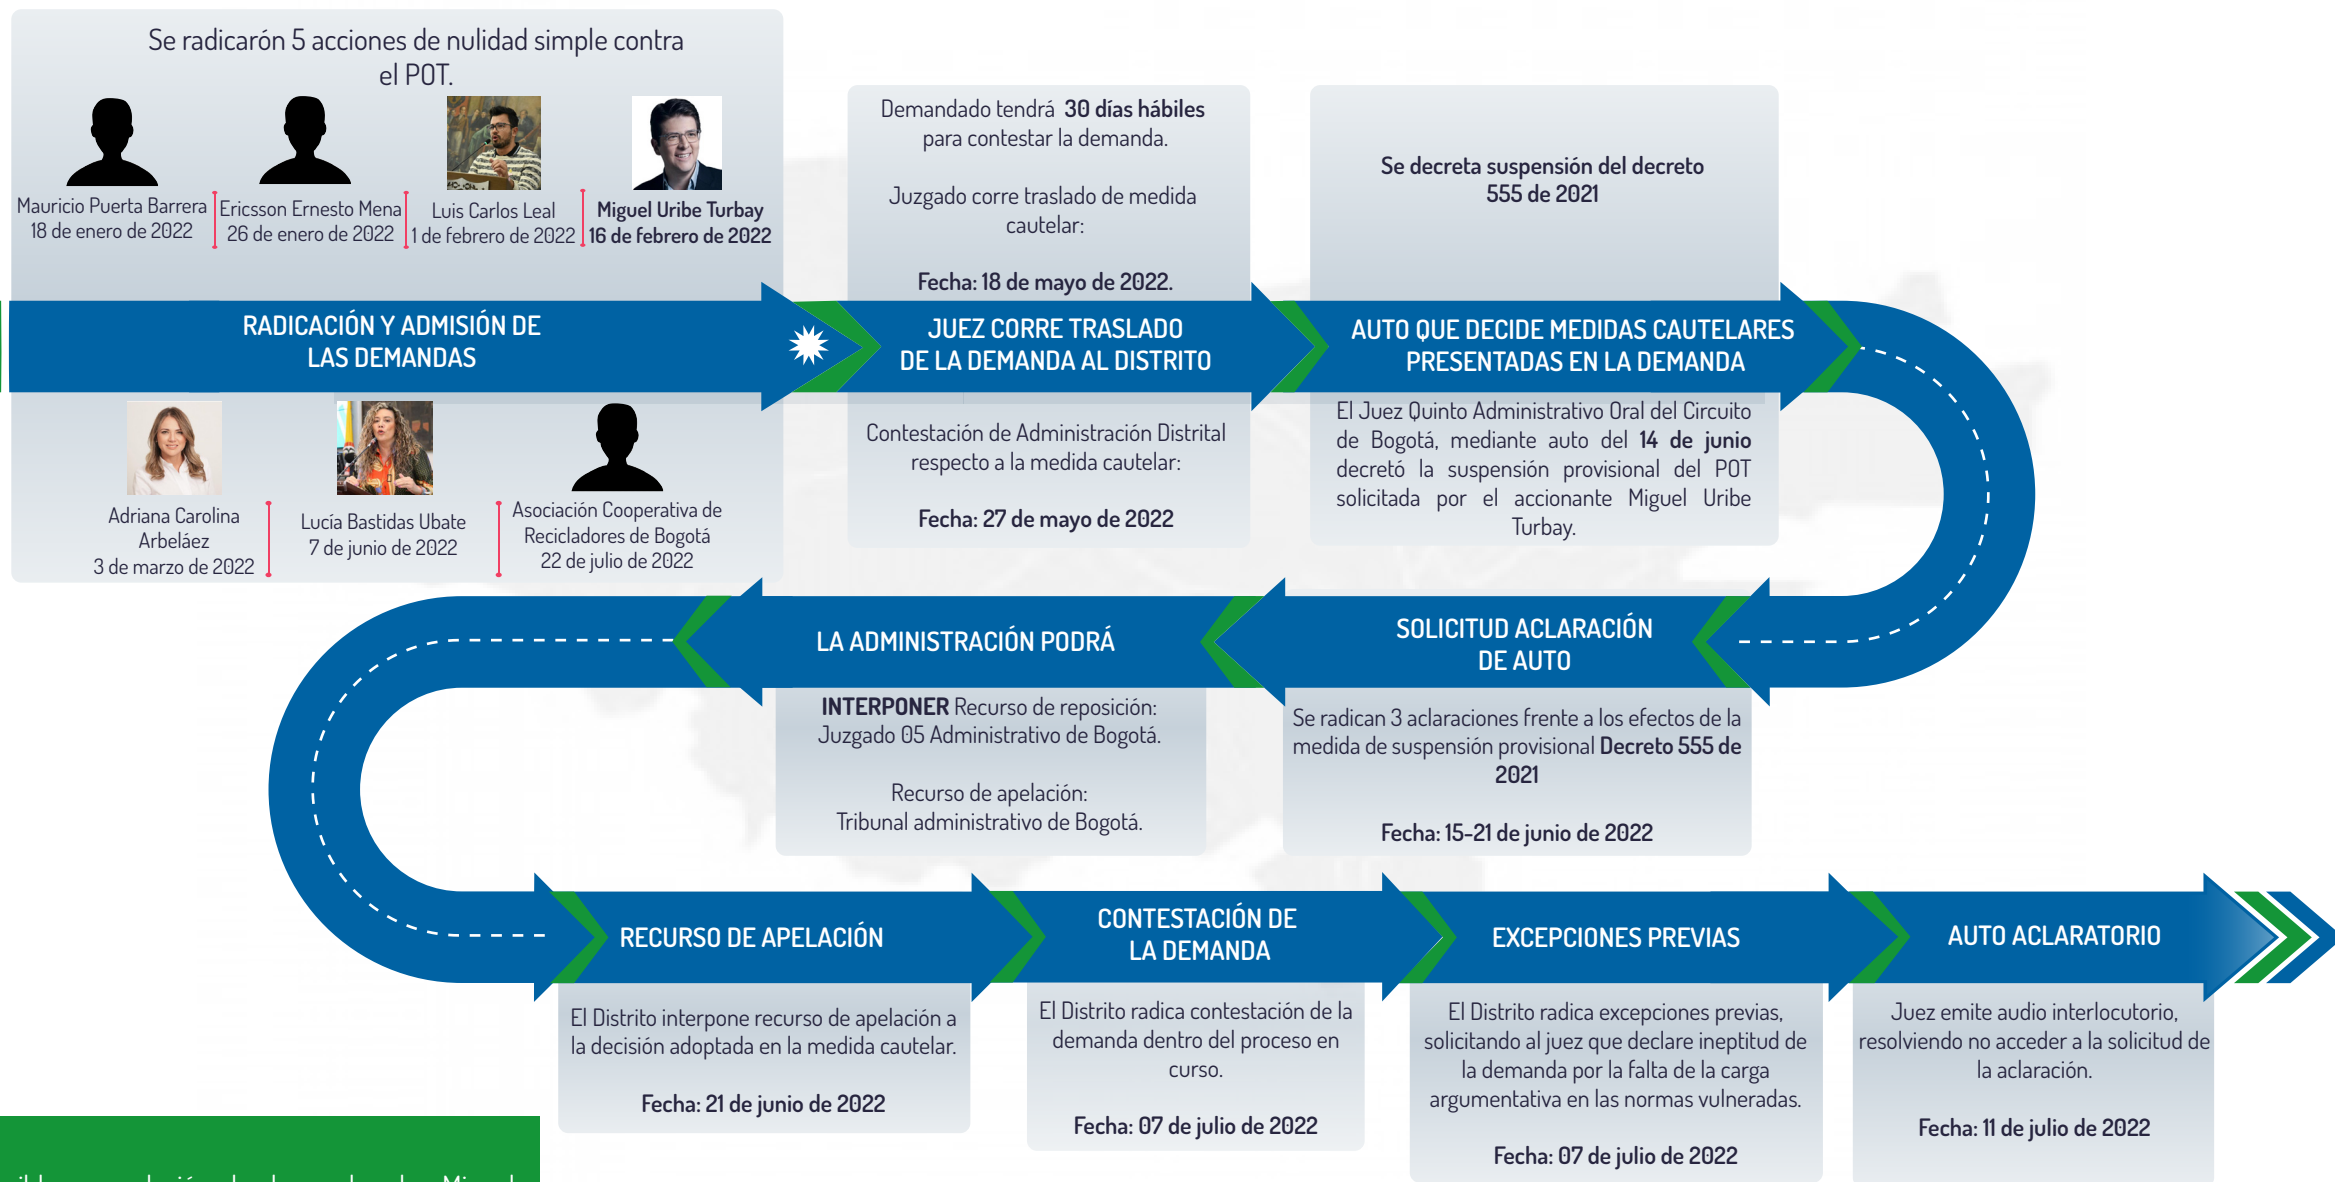 Se radicarón 5 acciones de nulidad simple contra
el POT.
Mauricio Puerta Barrera
18 de enero de 2022
Ericsson Ernesto Mena
26 de enero de 2022
Luis Carlos Leal
1 de febrero de 2022
Miguel Uribe Turbay
16 de febrero de 2022
RADICACIÓN Y ADMISIÓN DE
LAS DEMANDAS
Adriana Carolina
Arbeláez
3 de marzo de 2022
Lucía Bastidas Ubate
7 de junio de 2022
Asociación Cooperativa de
Recicladores de Bogotá
22 de julio de 2022
Demandado tendrá 30 días hábiles
para contestar la demanda.
Juzgado corre traslado de medida
cautelar:
Fecha: 18 de mayo de 2022.
JUEZ CORRE TRASLADO
DE LA DEMANDA AL DISTRITO
Contestación de Administración Distrital
respecto a la medida cautelar:
Fecha: 27 de mayo de 2022
Se decreta suspensión del decreto
555 de 2021
AUTO QUE DECIDE MEDIDAS CAUTELARES
PRESENTADAS EN LA DEMANDA
El Juez Quinto Administrativo Oral del Circuito
de Bogotá, mediante auto del 14 de junio
decretó la suspensión provisional del POT
solicitada por el accionante Miguel Uribe
Turbay.
SOLICITUD ACLARACIÓN
DE AUTO
Se radican 3 aclaraciones frente a los efectos de la
medida de suspensión provisional Decreto 555 de
2021
Fecha: 15-21 de junio de 2022
LA ADMINISTRACIÓN PODRÁ
INTERPONER Recurso de reposición:
Juzgado 05 Administrativo de Bogotá.
Recurso de apelación:
Tribunal administrativo de Bogotá.
RECURSO DE APELACIÓN
El Distrito interpone recurso de apelación a
la decisión adoptada en la medida cautelar.
Fecha: 21 de junio de 2022
CONTESTACIÓN DE
LA DEMANDA
El Distrito radica contestación de la
demanda dentro del proceso en
curso.
Fecha: 07 de julio de 2022
EXCEPCIONES PREVIAS
El Distrito radica excepciones previas,
solicitando al juez que declare ineptitud de
la demanda por la falta de la carga
argumentativa en las normas vulneradas.
Fecha: 07 de julio de 2022
AUTO ACLARATORIO
Juez emite audio interlocutorio,
resolviendo no acceder a la solicitud de
la aclaración.
Fecha: 11 de julio de 2022